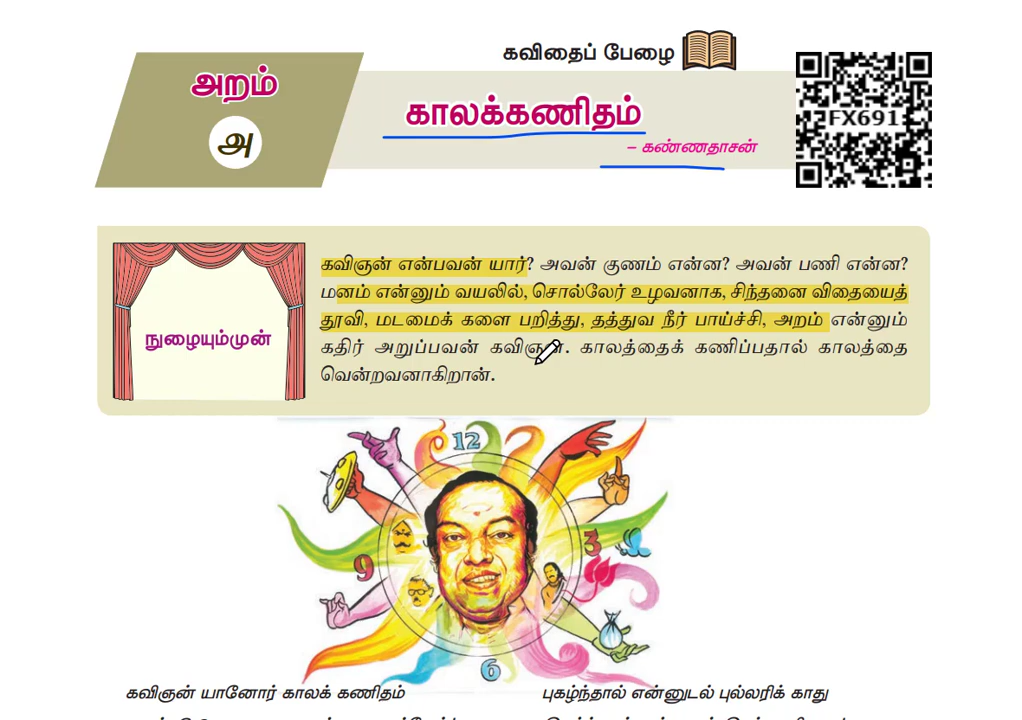 கவிதைப் பேழை
அறம்
அ
காலக்கணிதம்
– கண்ணதாசன்
FX691
நுழையும்முன்
கவிஞன் என்பவன் யார்? அவன் குணம் என்ன? அவன் பணி என்ன?
மனம் என்னும் வயலில், சொல்லேர் உழவனாக, சிந்தனை விதையைத்
தூவி, மடமைக் களை பறித்து, தத்துவ நீர் பாய்ச்சி, அறம் என்னும்
கதிர் அறுப்பவன் கவிஞன். காலத்தைக் கணிப்பதால் காலத்தை
வென்றவனாகிறான்.
12
3
9
6
கவிஞன் யானோர் காலக் கணிதம்
புகழ்ந்தால் என்னுடல் புல்லரிக் காது